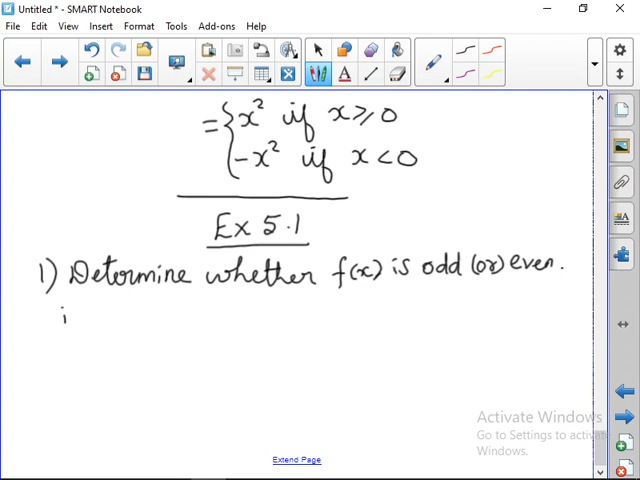 Untitled * - SMART Notebook
File Edit View Insert Format Tools Add-ons Help
= { x² if x ≥ 0
-x² if x < 0
Ex 5.1
1) Determine whether f(x) is odd (or) even.
i
Activate Windows
Go to Settings to activate
Windows.
Extend Page